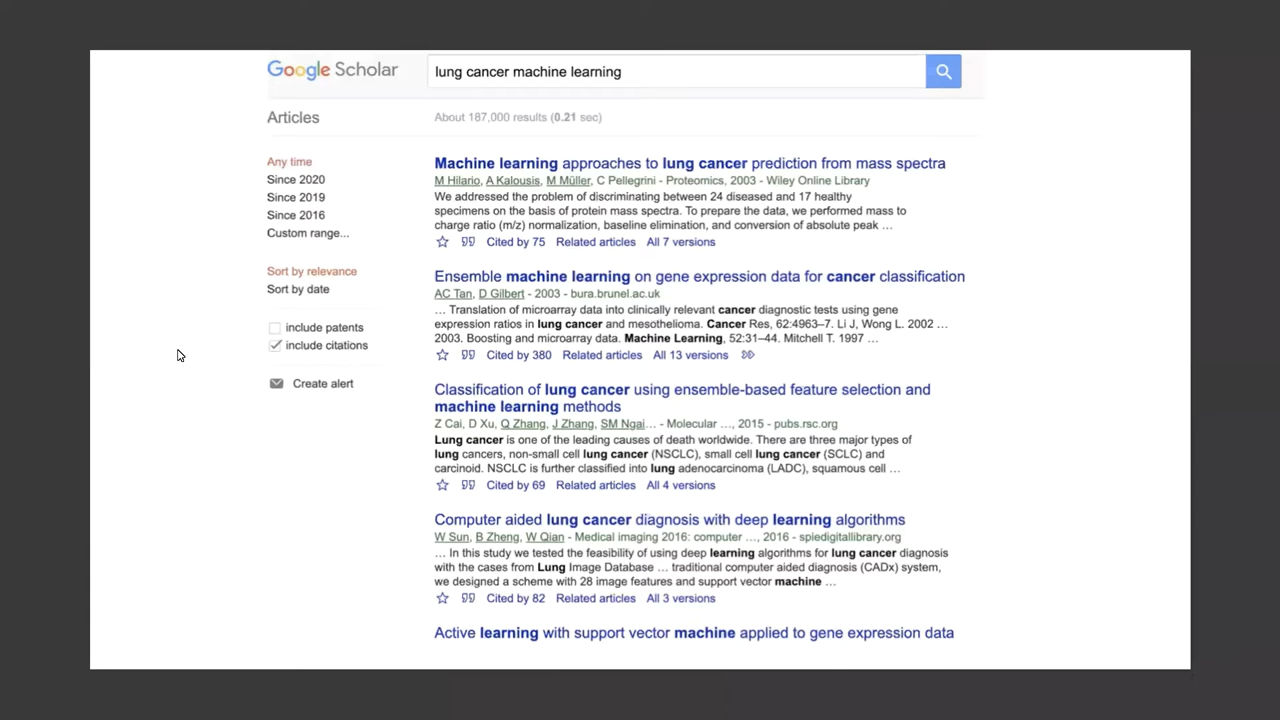 Google Scholar
lung cancer machine learning
Articles
About 187,000 results (0.21 sec)
Any time
Since 2020
Since 2019
Since 2016
Custom range...
Sort by relevance
Sort by date
include patents
include citations
Create alert
Machine learning approaches to lung cancer prediction from mass spectra
M Hilario, A Kalousis, M Müller, C Pellegrini - Proteomics, 2003 - Wiley Online Library
We addressed the problem of discriminating between 24 diseased and 17 healthy
specimens on the basis of protein mass spectra. To prepare the data, we performed mass to
charge ratio (m/z) normalization, baseline elimination, and conversion of absolute peak …
Cited by 75 Related articles All 7 versions
Ensemble machine learning on gene expression data for cancer classification
AC Tan, D Gilbert - 2003 - bura.brunel.ac.uk
… Translation of microarray data into clinically relevant cancer diagnostic tests using gene
expression ratios in lung cancer and mesothelioma. Cancer Res, 62:4963–7. Li J, Wong L. 2002 …
2003. Boosting and microarray data. Machine Learning, 52:31–44. Mitchell T. 1997 …
Cited by 380 Related articles All 13 versions
Classification of lung cancer using ensemble-based feature selection and
machine learning methods
Z Cai, D Xu, Q Zhang, J Zhang, SM Ngai… - Molecular …, 2015 - pubs.rsc.org
Lung cancer is one of the leading causes of death worldwide. There are three major types of
lung cancers, non-small cell lung cancer (NSCLC), small cell lung cancer (SCLC) and
carcinoid. NSCLC is further classified into lung adenocarcinoma (LADC), squamous cell …
Cited by 69 Related articles All 4 versions
Computer aided lung cancer diagnosis with deep learning algorithms
W Sun, B Zheng, W Qian - Medical imaging 2016: computer …, 2016 - spiedigitallibrary.org
… In this study we tested the feasibility of using deep learning algorithms for lung cancer diagnosis
with the cases from Lung Image Database … traditional computer aided diagnosis (CADx) system,
we designed a scheme with 28 image features and support vector machine …
Cited by 82 Related articles All 3 versions
Active learning with support vector machine applied to gene expression data